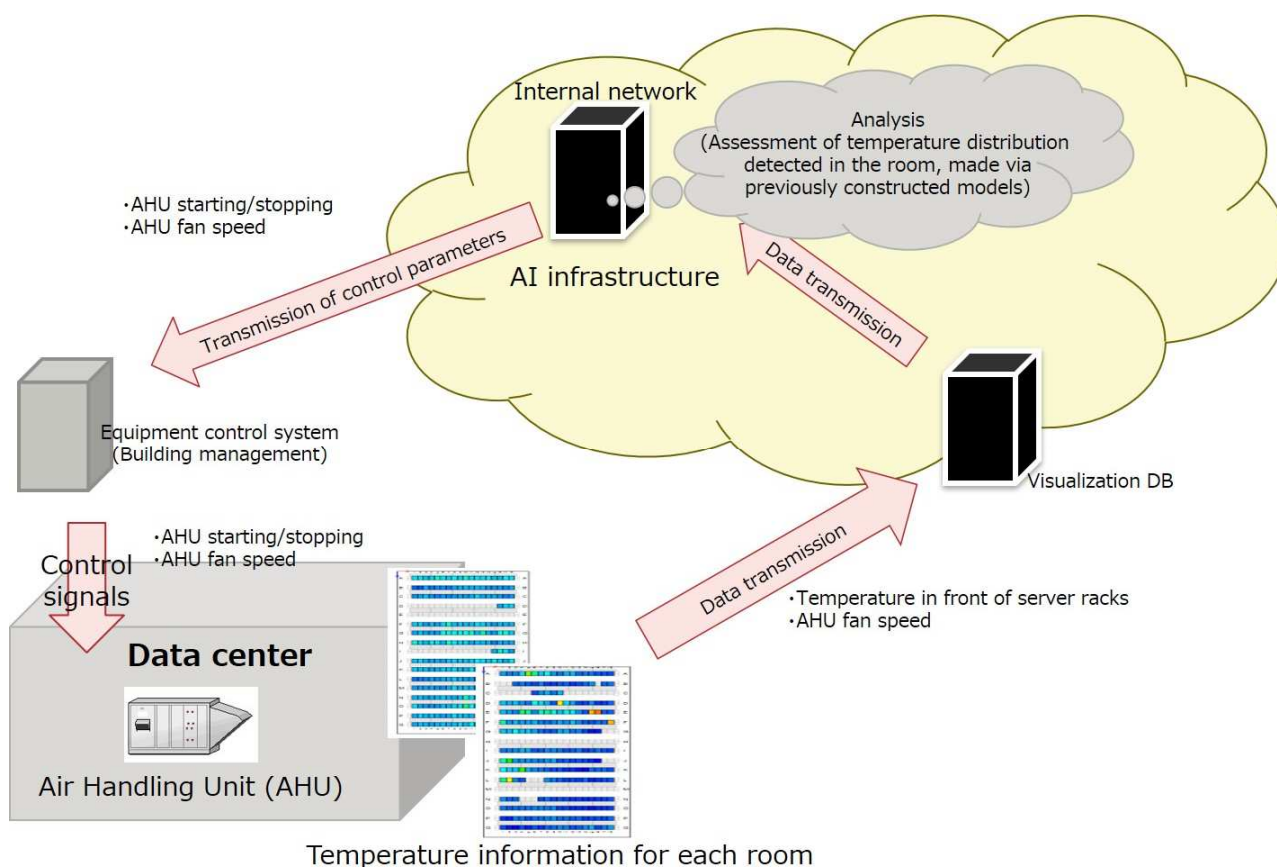 Internal network
Analysis
(Assessment of temperature distribution
detected in the room, made via
previously constructed models)
・AHU starting/stopping
・AHU fan speed
Transmission of control parameters
AI infrastructure
Data transmission
Equipment control system
(Building management)
Visualization DB
・AHU starting/stopping
・AHU fan speed
Control
signals
Data transmission
・Temperature in front of server racks
・AHU fan speed
Data center
Air Handling Unit (AHU)
Temperature information for each room